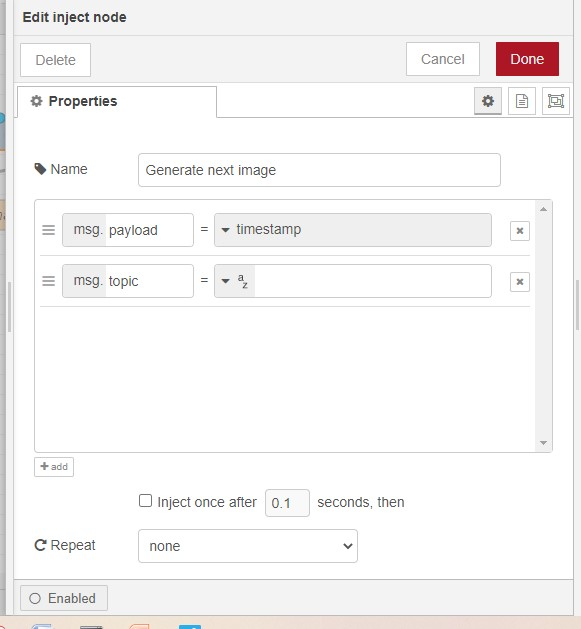 Edit inject node
Delete
Cancel
Done
Properties
Name
Generate next image
msg. payload = timestamp
msg. topic = az
add
Inject once after 0.1 seconds, then
Repeat
none
Enabled